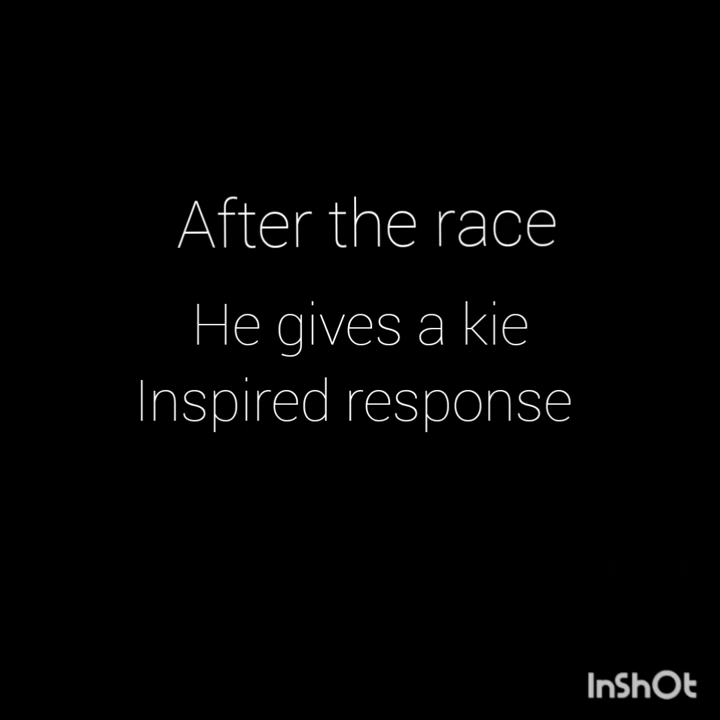 After the race
He gives a kie
Inspired response
InShOt